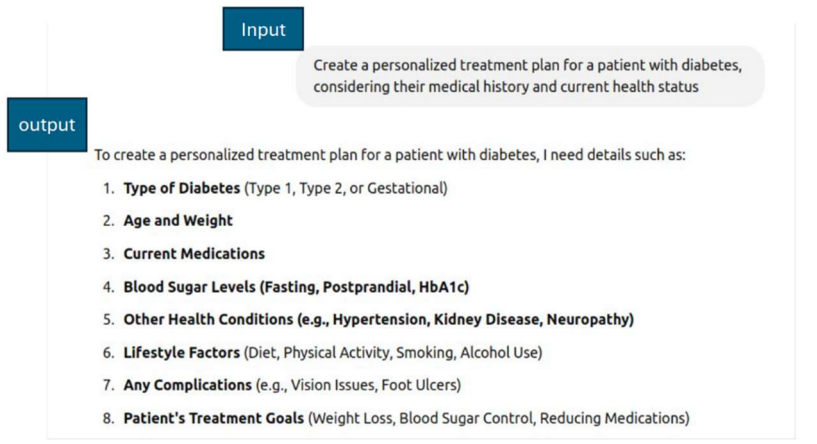 Input
Create a personalized treatment plan for a patient with diabetes,
considering their medical history and current health status
output
To create a personalized treatment plan for a patient with diabetes, I need details such as:
1. Type of Diabetes (Type 1, Type 2, or Gestational)
2. Age and Weight
3. Current Medications
4. Blood Sugar Levels (Fasting, Postprandial, HbA1c)
5. Other Health Conditions (e.g., Hypertension, Kidney Disease, Neuropathy)
6. Lifestyle Factors (Diet, Physical Activity, Smoking, Alcohol Use)
7. Any Complications (e.g., Vision Issues, Foot Ulcers)
8. Patient's Treatment Goals (Weight Loss, Blood Sugar Control, Reducing Medications)